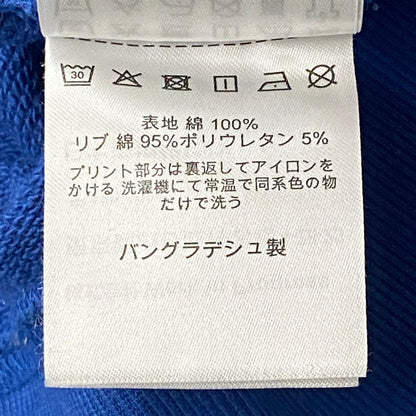 30
表地 綿 100%
リブ 綿 95%ポリウレタン 5%
プリント部分は裏返してアイロンを
かける 洗濯機にて常温で同系色の物
だけで洗う
バングラデシュ製